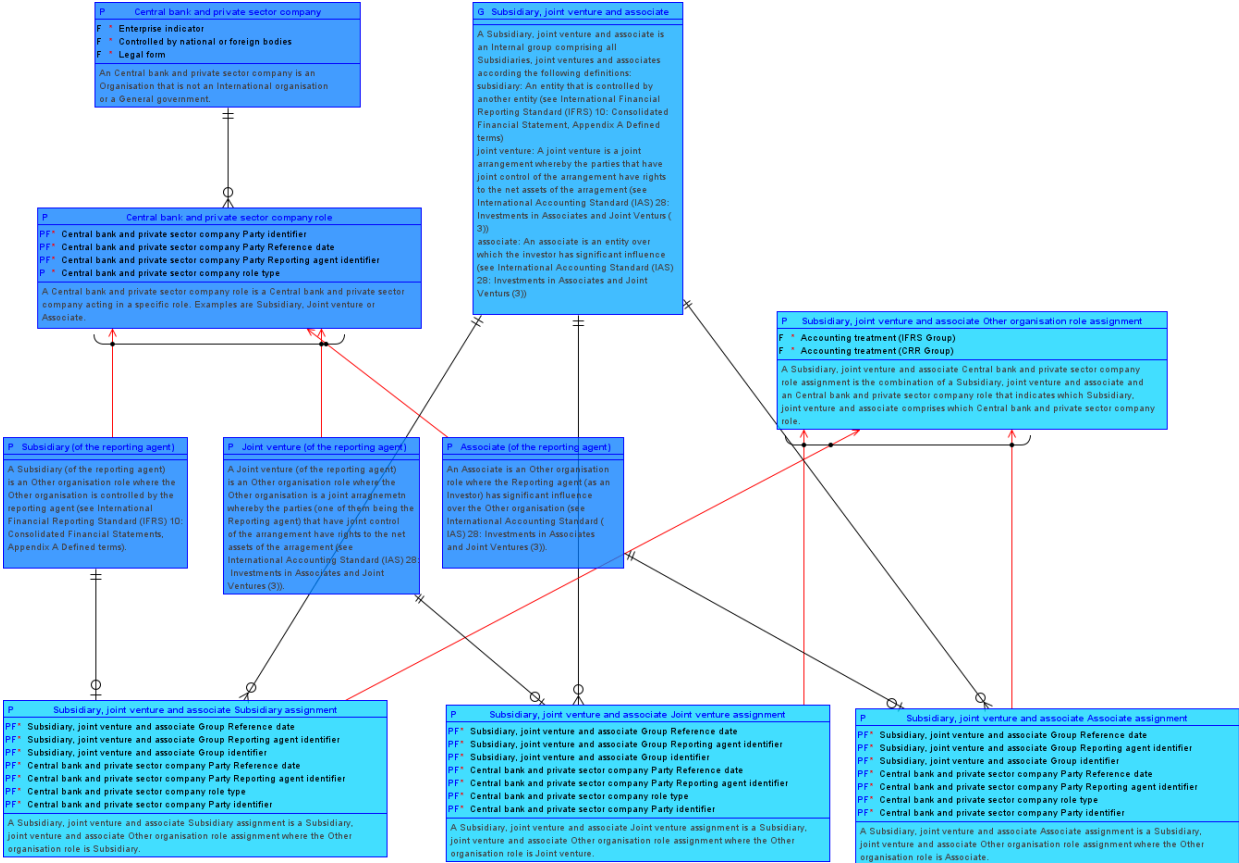 P Central bank and private sector company
F * Enterprise indicator
F * Controlled by national or foreign bodies
F * Legal form
An Central bank and private sector company is an
Organisation that is not an International organisation
or a General government.
G Subsidiary, joint venture and associate
A Subsidiary, joint venture and associate is
an Internal group comprising all
Subsidiaries, joint ventures and associates
according the following definitions:
subsidiary: An entity that is controlled by
another entity (see International Financial
Reporting Standard (IFRS) 10: Consolidated
Financial Statement, Appendix A Defined
terms)
joint venture: A joint venture is a joint
arrangement whereby the parties that have
joint control of the arrangement have rights
to the net assets of the arragement (see
International Accounting Standard (IAS) 28:
Investments in Associates and Joint Venturs (
3))
associate: An associate is an entity over
which the investor has significant influence
(see International Accounting Standard (IAS)
28: Investments in Associates and Joint
Venturs (3))
P Central bank and private sector company role
PF* Central bank and private sector company Party identifier
PF* Central bank and private sector company Party Reference date
PF* Central bank and private sector company Party Reporting agent identifier
P * Central bank and private sector company role type
A Central bank and private sector company role is a Central bank and private sector
company acting in a specific role. Examples are Subsidiary, Joint venture or
Associate.
P Subsidiary, joint venture and associate Other organisation role assignment
F * Accounting treatment (IFRS Group)
F * Accounting treatment (CRR Group)
A Subsidiary, joint venture and associate Central bank and private sector company
role assignment is the combination of a Subsidiary, joint venture and associate and
an Central bank and private sector company role that indicates which Subsidiary,
joint venture and associate comprises which Central bank and private sector company
role.
P Subsidiary (of the reporting agent)
A Subsidiary (of the reporting agent)
is an Other organisation role where the
Other organisation is controlled by the
reporting agent (see International
Financial Reporting Standard (IFRS) 10:
Consolidated Financial Statements,
Appendix A Defined terms).
P Joint venture (of the reporting agent)
A Joint venture (of the reporting agent)
is an Other organisation role where the
Other organisation is a joint arragnemetn
whereby the parties (one of them being the
Reporting agent) that have joint control
of the arrangement have rights to the net
assets of the arragement (see
International Accounting Standard (IAS) 28:
Investments in Associates and Joint
Ventures (3)).
P Associate (of the reporting agent)
An Associate is an Other organisation
role where the Reporting agent (as an
Investor) has significant influence
over the Other organisation (see
International Accounting Standard (
IAS) 28: Investments in Associates
and Joint Ventures (3)).
P Subsidiary, joint venture and associate Subsidiary assignment
PF* Subsidiary, joint venture and associate Group Reference date
PF* Subsidiary, joint venture and associate Group Reporting agent identifier
PF* Subsidiary, joint venture and associate Group identifier
PF* Central bank and private sector company Party Reference date
PF* Central bank and private sector company Party Reporting agent identifier
PF* Central bank and private sector company role type
PF* Central bank and private sector company Party identifier
A Subsidiary, joint venture and associate Subsidiary assignment is a Subsidiary,
joint venture and associate Other organisation role assignment where the Other
organisation role is Subsidiary.
P Subsidiary, joint venture and associate Joint venture assignment
PF* Subsidiary, joint venture and associate Group Reference date
PF* Subsidiary, joint venture and associate Group Reporting agent identifier
PF* Subsidiary, joint venture and associate Group identifier
PF* Central bank and private sector company Party Reference date
PF* Central bank and private sector company Party Reporting agent identifier
PF* Central bank and private sector company role type
PF* Central bank and private sector company Party identifier
A Subsidiary, joint venture and associate Joint venture assignment is a Subsidiary,
joint venture and associate Other organisation role assignment where the Other
organisation role is Joint venture.
P Subsidiary, joint venture and associate Associate assignment
PF* Subsidiary, joint venture and associate Group Reference date
PF* Subsidiary, joint venture and associate Group Reporting agent identifier
PF* Subsidiary, joint venture and associate Group identifier
PF* Central bank and private sector company Party Reference date
PF* Central bank and private sector company Party Reporting agent identifier
PF* Central bank and private sector company role type
PF* Central bank and private sector company Party identifier
A Subsidiary, joint venture and associate Associate assignment is a Subsidiary,
joint venture and associate Other organisation role assignment where the Other
organisation role is Associate.